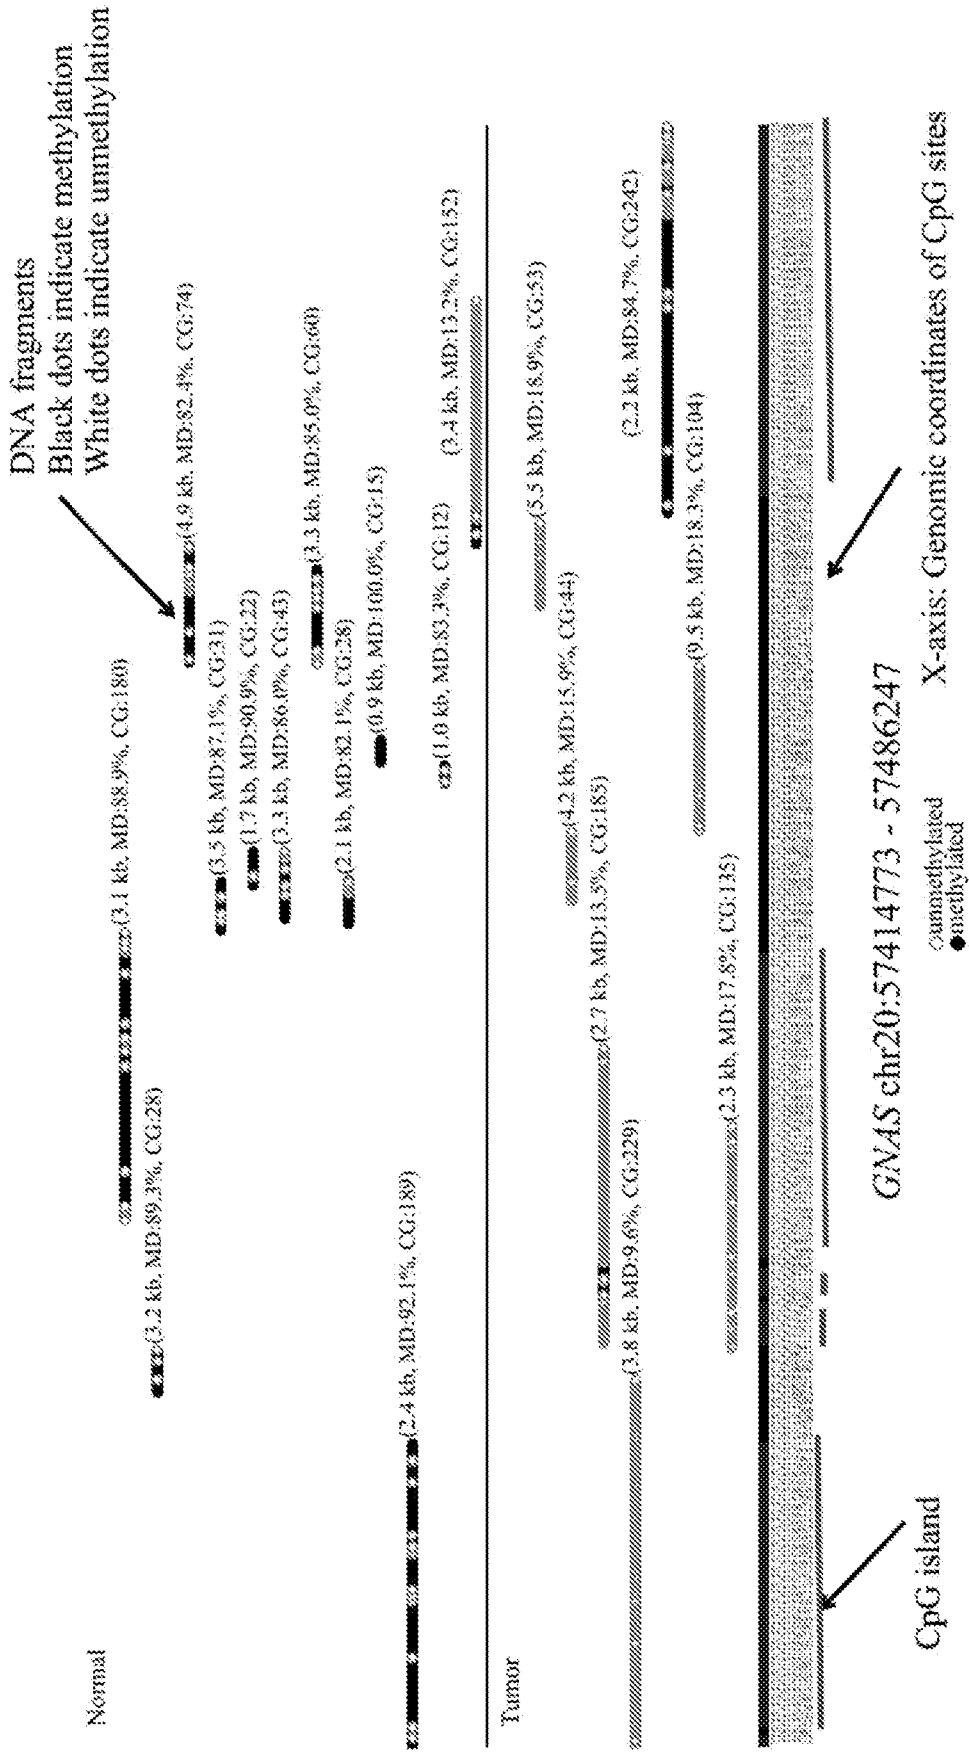 DNA fragments
Black dots indicate methylation
White dots indicate unmethylation
Normal
(3.1 kb, MD:88.9%, CG:180)
(3.2 kb, MD:89.3%, CG:28)
(4.9 kb, MD:82.4%, CG:74)
(3.5 kb, MD:87.1%, CG:31)
(1.7 kb, MD:90.9%, CG:22)
(3.3 kb, MD:86.0%, CG:43)
(3.3 kb, MD:85.0%, CG:60)
(2.1 kb, MD:82.1%, CG:28)
(0.9 kb, MD:100.0%, CG:15)
(2.4 kb, MD:92.1%, CG:189)
(1.0 kb, MD:83.3%, CG:12)
(2.4 kb, MD:13.2%, CG:152)
Tumor
(5.5 kb, MD:18.9%, CG:53)
(4.2 kb, MD:15.9%, CG:44)
(2.7 kb, MD:13.5%, CG:185)
(3.8 kb, MD:9.6%, CG:229)
(2.2 kb, MD:84.7%, CG:242)
(9.5 kb, MD:18.3%, CG:104)
(2.3 kb, MD:17.8%, CG:135)
GNAS chr20:57414773 - 57486247
CpG island
unmethylated
methylated
X-axis: Genomic coordinates of CpG sites